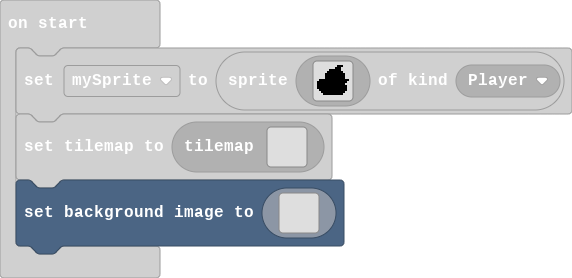 on start
set mySprite to sprite of kind Player
set tilemap to tilemap
set background image to